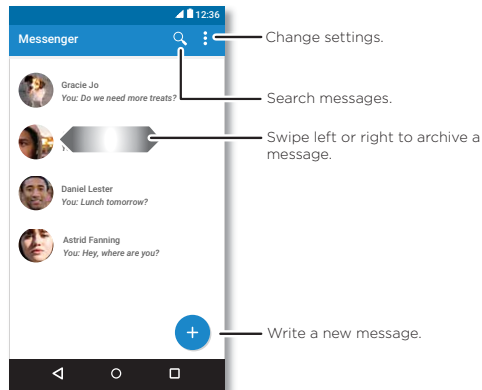 12:36
Messenger
Change settings.
Gracie Jo
You: Do we need more treats?
Search messages.
Swipe left or right to archive a
message.
Daniel Lester
You: Lunch tomorrow?
Astrid Fanning
You: Hey, where are you?
Write a new message.